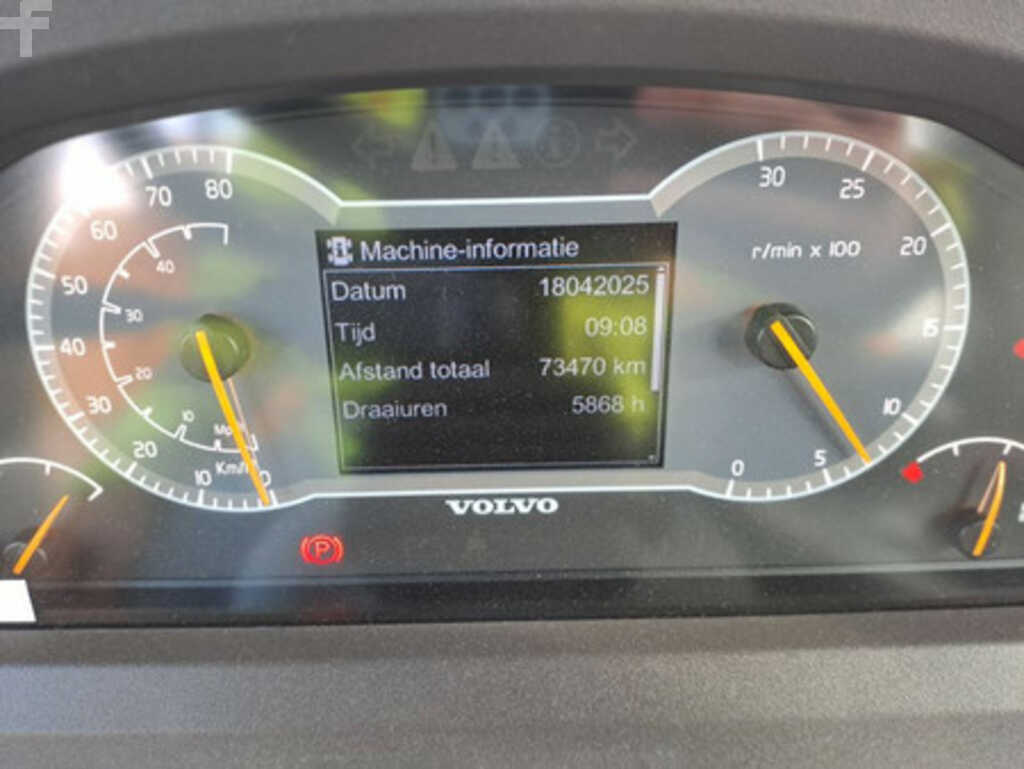 Machine-informatie
Datum 18042025
Tijd 09:08
Afstand totaal 73470 km
Draaiuren 5868 h
80
70
60
50
40
30
20
10
0
40
30
20
10
Km/h
30
25
20
15
10
5
0
r/min x 100
VOLVO
P